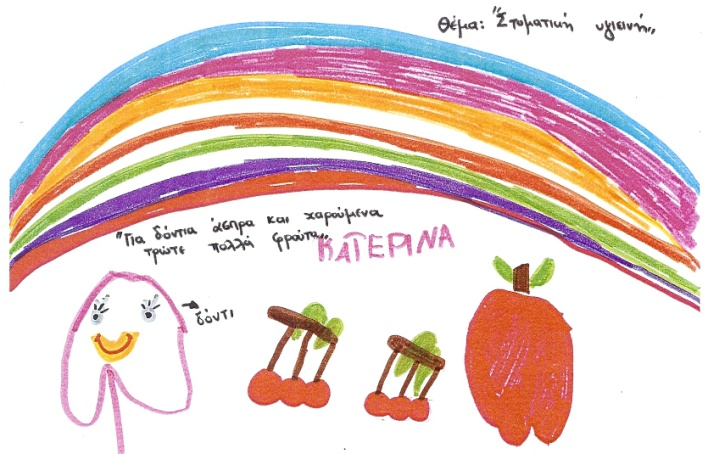 Θέμα: "Στοματική υγιεινή„
"Για δόντια άσπρα και χαρούμενα
τρώτε πολλά φρούτα„
ΚΑΤΕΡΙΝΑ
→ δόντι